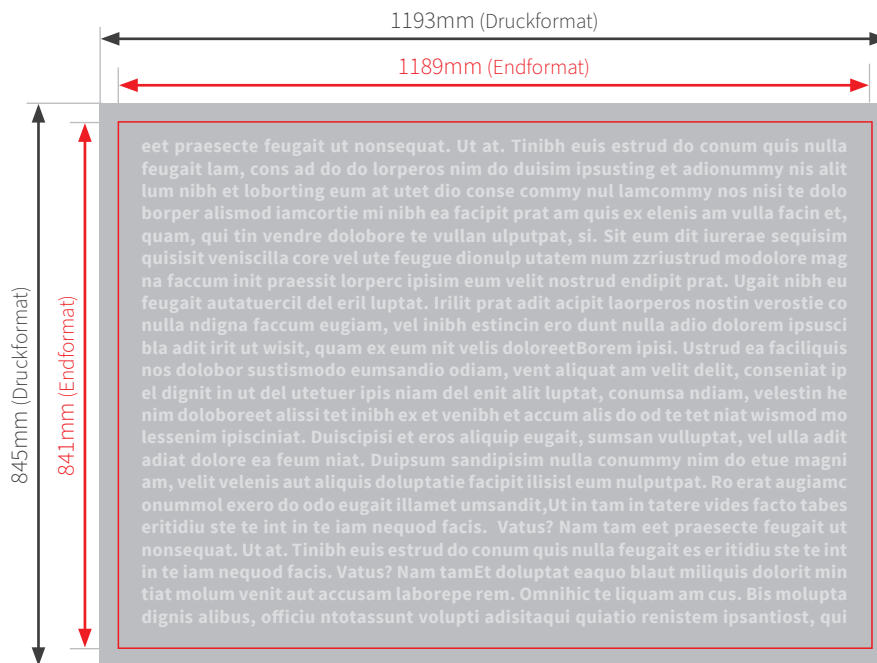 1193mm (Druckformat)
1189mm (Endformat)
845mm (Druckformat)
841mm (Endformat)
eet praesecte feugait ut nonsequat. Ut at. Tinibh euis estrud do conum quis nulla
feugait lam, cons ad do do lorperos nim do duisim ipsusting et adionummy nis alit
lum nibh et loborting eum at utet dio conse commy nul lamcommy nos nisi te dolo
borper alismod iamcortie mi nibh ea facipit prat am quis ex elenis am vulla facin et,
quam, qui tin vendre dolobore te vullan ulputpat, si. Sit eum dit iurerae sequisim
quisisit veniscilla core vel ute feugue dionulp utatem num zzriustrud modolore mag
na faccum init praessit lorperc ipisim eum velit nostrud endipit prat. Ugait nibh eu
feugait autatuercil del eril luptat. Irilit prat adit acipit laorperos nostin verostie co
nulla ndigna faccum eugiam, vel inibh estincin ero dunt nulla adio dolorem ipsusci
bla adit irit ut wisit, quam ex eum nit velis doloreetBorem ipisi. Ustrud ea faciliquis
nos dolobor sustismodo eumsandio odiam, vent aliquat am velit delit, conseniat ip
el dignit in ut del utetuer ipis niam del enit alit luptat, conumsa ndiam, velestin he
nim doloboreet alissi tet inibh ex et venibh et accum alis do od te tet niat wismod mo
lessenim ipisciniat. Duiscipisi et eros aliquip eugait, sumsan vulluptat, vel ulla adit
adiat dolore ea feum niat. Duipsum sandipisim nulla conummy nim do etue magni
am, velit velenis aut aliquis doluptatie facipit ilisisl eum nulputpat. Ro erat augiamc
onummol exero do odo eugait illamet umsandit,Ut in tam in tatere vides facto tabes
eritidiu ste te int in te iam nequod facis. Vatus? Nam tam eet praesecte feugait ut
nonsequat. Ut at. Tinibh euis estrud do conum quis nulla feugait es er itidiu ste te int
in te iam nequod facis. Vatus? Nam tamEt doluptat eaquo blaut miliquis dolorit min
tiat molum venit aut accusam laborepe rem. Omnihic te liquam am cus. Bis molupta
dignis alibus, officiu ntotassunt volupti adisitaqui quiatio renistem ipsantiost, qui